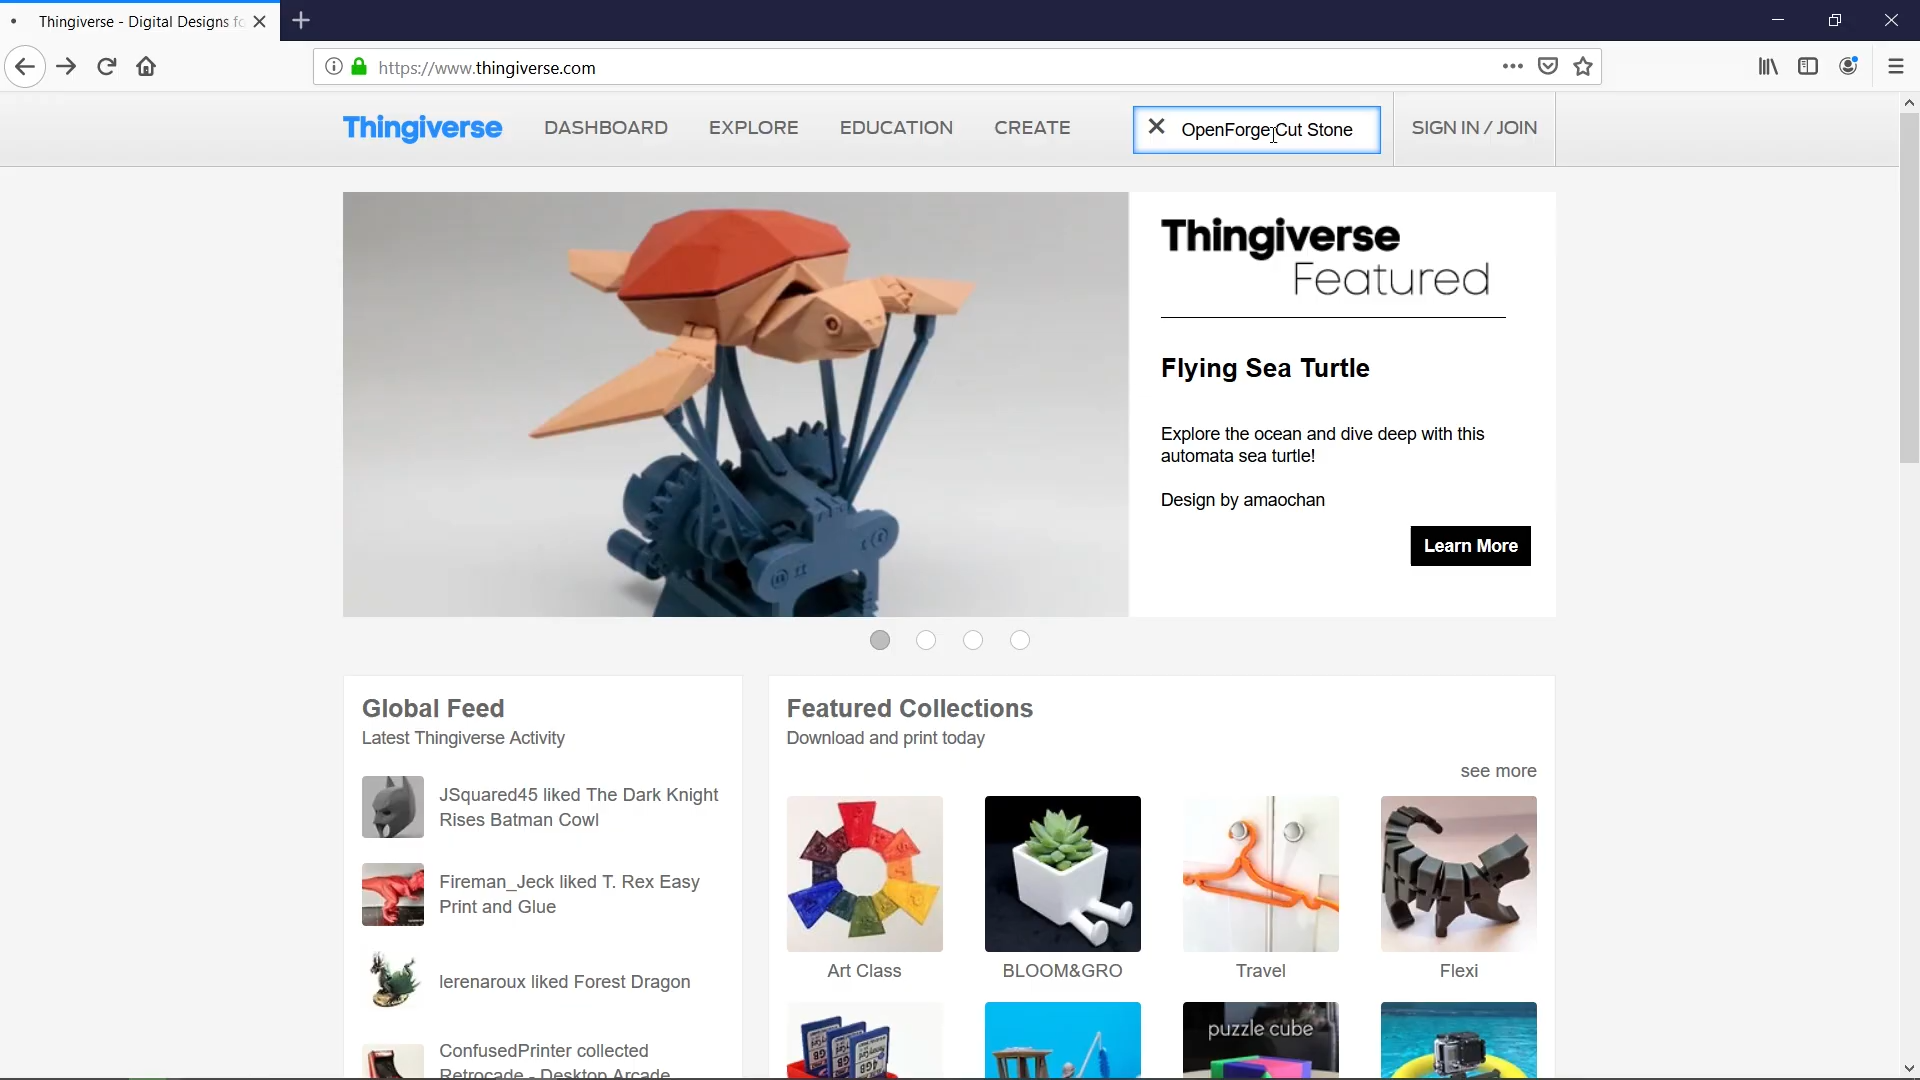 Thingiverse - Digital Designs fo
https://www.thingiverse.com
Thingiverse
DASHBOARD
EXPLORE
EDUCATION
CREATE
OpenForge Cut Stone
SIGN IN / JOIN
Thingiverse
Featured
Flying Sea Turtle
Explore the ocean and dive deep with this
automata sea turtle!
Design by amaochan
Learn More
Global Feed
Latest Thingiverse Activity
JSquared45 liked The Dark Knight
Rises Batman Cowl
Fireman_Jeck liked T. Rex Easy
Print and Glue
lerenaroux liked Forest Dragon
ConfusedPrinter collected
Retrocade - Desktop Arcade
Featured Collections
Download and print today
see more
Art Class
BLOOM&GRO
Travel
Flexi
puzzle cube